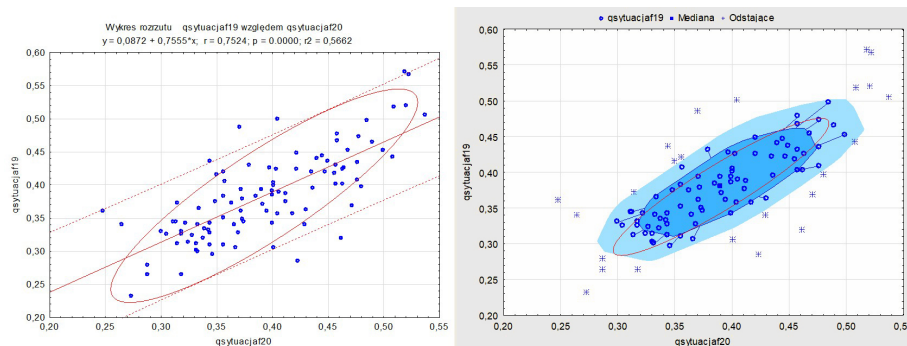 Wykres rozrzutu qsytuacjaf19 względem qsytuacjaf20
y = 0,0872 + 0,7555*x; r = 0,7524; p = 0.0000; r2 = 0,5662
0,60
0,55
0,50
0,45
0,40
0,35
0,30
0,25
0,20
qsytuacjaf19
0,20 0,25 0,30 0,35 0,40 0,45 0,50 0,55
qsytuacjaf20
qsytuacjaf19 Mediana Odstające
0,60
0,55
0,50
0,45
0,40
0,35
0,30
0,25
0,20
qsytuacjaf19
0,20 0,25 0,30 0,35 0,40 0,45 0,50 0,55
qsytuacjaf20